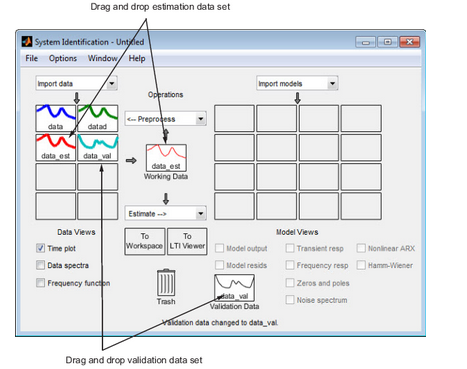 Drag and drop estimation data set
System Identification - Untitled
File Options Window Help
Import data
Import models
Operations
<-- Preprocess
data
datad
data_est
data_val
data_est
Working Data
Estimate -->
Data Views
To Workspace
To LTI Viewer
Model Views
Time plot
Data spectra
Frequency function
Model output
Transient resp
Nonlinear ARX
Model resids
Frequency resp
Hamm-Wiener
Zeros and poles
Noise spectrum
Trash
data_val
Validation Data
Validation data changed to data_val.
Drag and drop validation data set